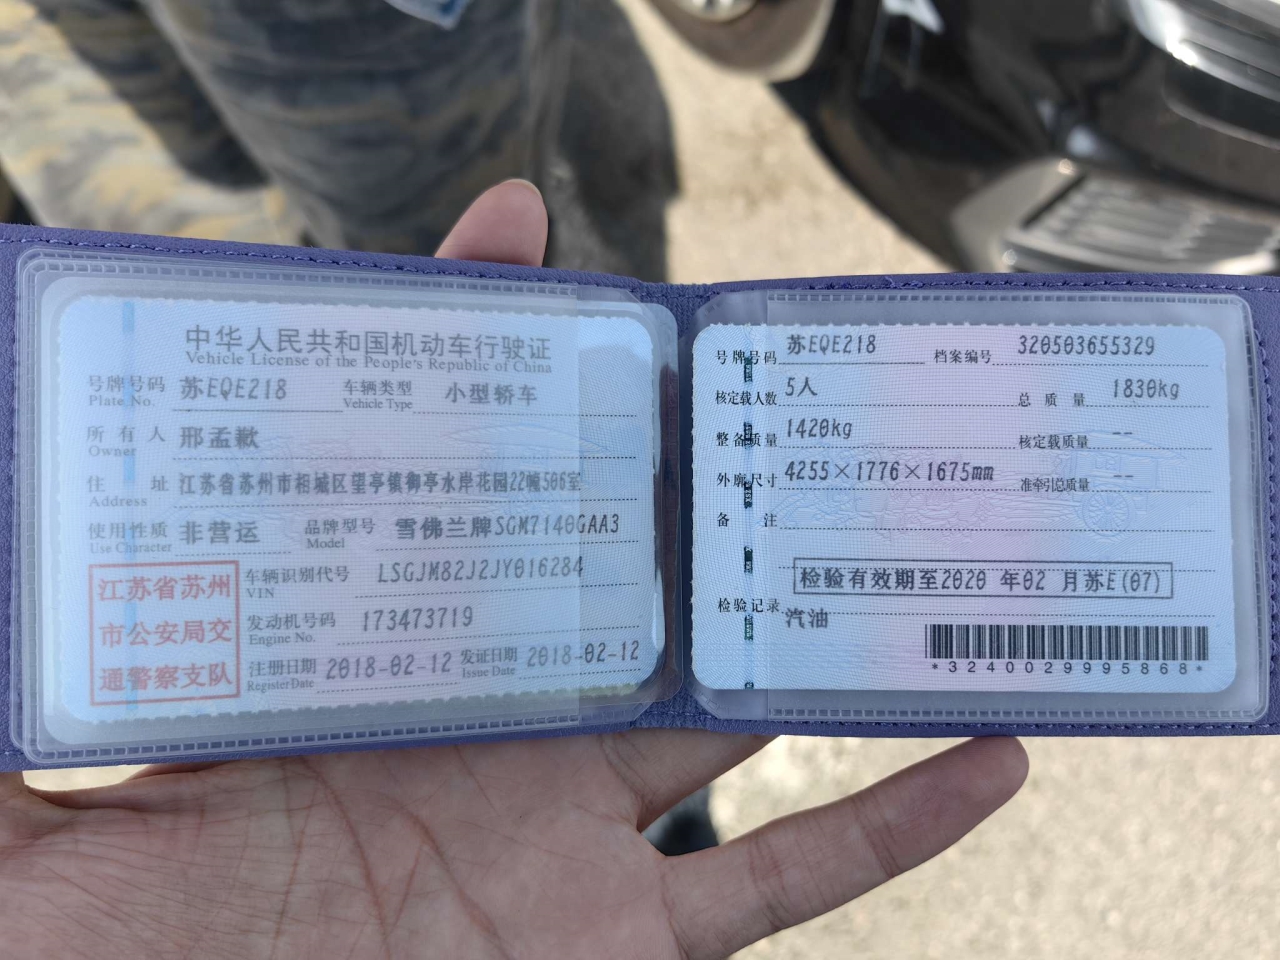 中华人民共和国机动车行驶证
Vehicle License of the People's Republic of China
号牌号码 苏EQE218 车辆类型 小型轿车
Plate No. Vehicle Type
所有人 邢孟歉
Owner
住址 江苏省苏州市相城区望亭镇御亭水岸花园22幢506室
Address
使用性质 非营运 品牌型号 雪佛兰牌SGM7140GAA3
Use Character Model
江苏省苏州
市公安局交
通警察支队
车辆识别代号 LSGJM82J2JY016284
VIN
发动机号码 173473719
Engine No.
注册日期 2018-02-12 发证日期 2018-02-12
Register Date Issue Date
号牌号码 苏EQE218 档案编号 320503655329
核定载人数 5人 总质量 1830kg
整备质量 1420kg 核定载质量 --
外廓尺寸 4255×1776×1675mm 准牵引总质量 --
备注
检验有效期至2020 年02 月苏E(07)
检验记录
汽油
*3240029995868*